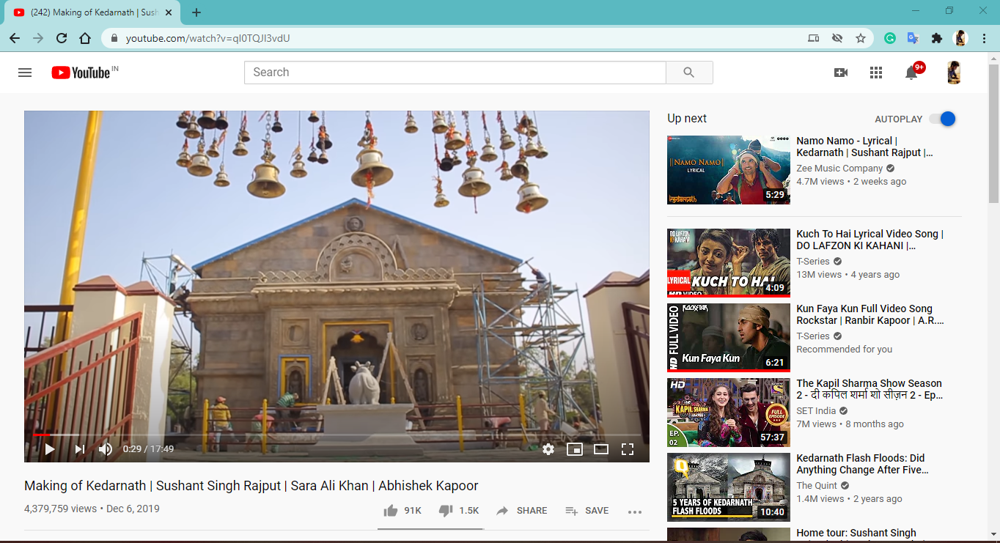 (242) Making of Kedarnath | Sush
youtube.com/watch?v=qI0TQJI3vdU
YouTube IN
Search
9+
0:29 / 17:49
Making of Kedarnath | Sushant Singh Rajput | Sara Ali Khan | Abhishek Kapoor
4,379,759 views • Dec 6, 2019
91K
1.5K
SHARE
SAVE
Up next
AUTOPLAY
||NAMO NAMO||
LYRICAL
kedarnath
5:29
Namo Namo - Lyrical |
Kedarnath | Sushant Rajput |...
Zee Music Company
4.7M views • 2 weeks ago
DO LAFZON
KI KAHANI
LYRICAL
KUCH TO HAI
HD VIDEO
4:09
Kuch To Hai Lyrical Video Song |
DO LAFZON KI KAHANI |...
T-Series
13M views • 4 years ago
ROCKSTAR
HD FULL VIDEO
Kun Faya Kun
6:21
Kun Faya Kun Full Video Song
Rockstar | Ranbir Kapoor | A.R....
T-Series
Recommended for you
HD
The
KAPIL SHARMA
SHOW
FULL
EPISODE
EP.
02
57:37
The Kapil Sharma Show Season
2 - दी कपिल शर्मा शो सीज़न 2 - Ep...
SET India
7M views • 8 months ago
5 YEARS OF KEDARNATH
FLASH FLOODS
10:40
Kedarnath Flash Floods: Did
Anything Change After Five...
The Quint
1.4M views • 2 years ago
Home tour: Sushant Singh